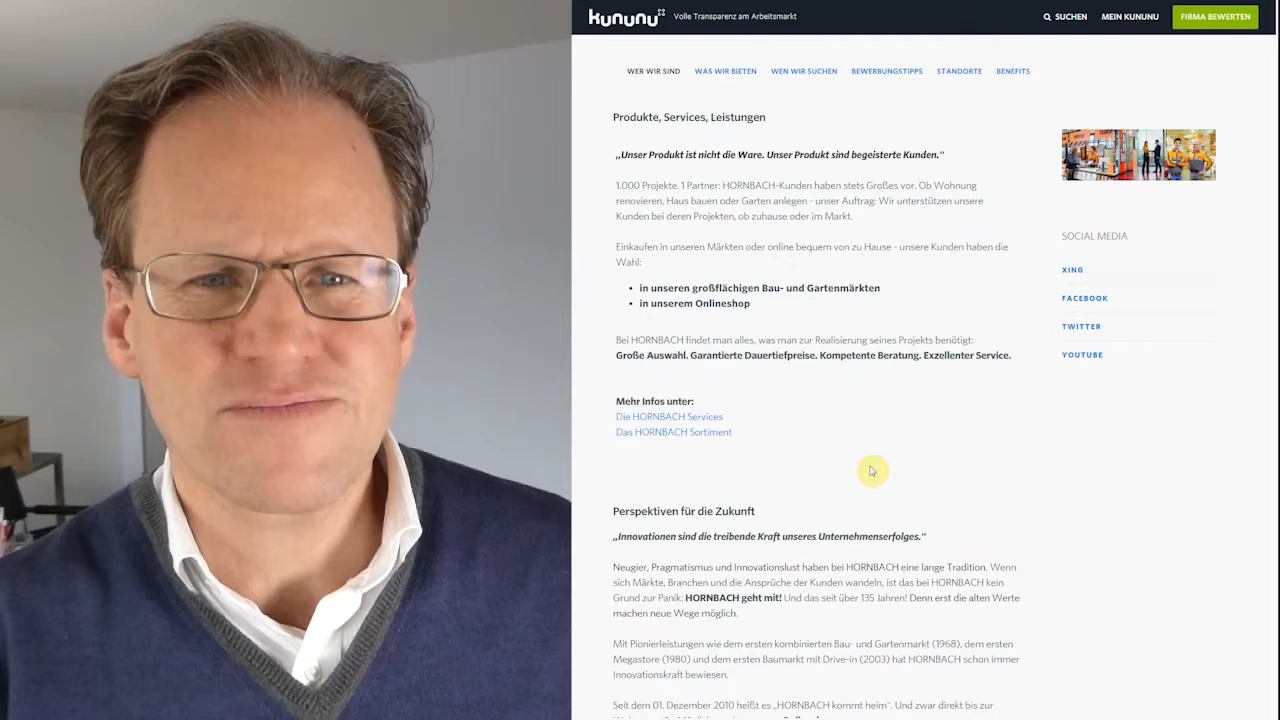 kununu
Volle Transparenz am Arbeitsmarkt
SUCHEN
MEIN KUNUNU
FIRMA BEWERTEN
WER WIR SIND
WAS WIR BIETEN
WEN WIR SUCHEN
BEWERBUNGSTIPPS
STANDORTE
BENEFITS
Produkte, Services, Leistungen
„Unser Produkt ist nicht die Ware. Unser Produkt sind begeisterte Kunden."
1.000 Projekte. 1 Partner: HORNBACH-Kunden haben stets Großes vor. Ob Wohnung
renovieren, Haus bauen oder Garten anlegen - unser Auftrag: Wir unterstützen unsere
Kunden bei deren Projekten, ob zuhause oder im Markt.
Einkaufen in unseren Märkten oder online bequem von zu Hause - unsere Kunden haben die
Wahl:
• in unseren großflächigen Bau- und Gartenmärkten
• in unserem Onlineshop
Bei HORNBACH findet man alles, was man zur Realisierung seines Projekts benötigt:
Große Auswahl. Garantierte Dauertiefpreise. Kompetente Beratung. Exzellenter Service.
Mehr Infos unter:
Die HORNBACH Services
Das HORNBACH Sortiment
Perspektiven für die Zukunft
„Innovationen sind die treibende Kraft unseres Unternehmenserfolges."
Neugier, Pragmatismus und Innovationslust haben bei HORNBACH eine lange Tradition. Wenn
sich Märkte, Branchen und die Ansprüche der Kunden wandeln, ist das bei HORNBACH kein
Grund zur Panik: HORNBACH geht mit! Und das seit über 135 Jahren! Denn erst die alten Werte
machen neue Wege möglich.
Mit Pionierleistungen wie dem ersten kombinierten Bau- und Gartenmarkt (1968), dem ersten
Megastore (1980) und dem ersten Baumarkt mit Drive-in (2003) hat HORNBACH schon immer
Innovationskraft bewiesen.
Seit dem 01. Dezember 2010 heißt es „HORNBACH kommt heim". Und zwar direkt bis zur
SOCIAL MEDIA
XING
FACEBOOK
TWITTER
YOUTUBE